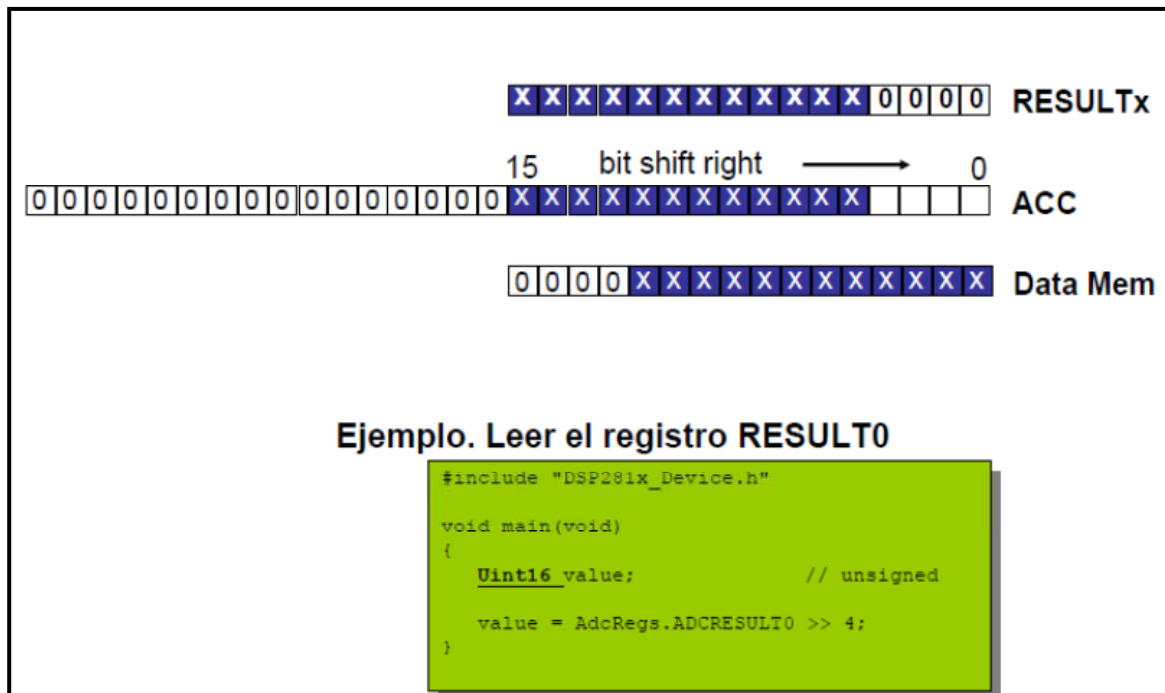 X X X X X X X X X X X X 0 0 0 0 RESULTx
15 bit shift right 0
0 0 0 0 0 0 0 0 0 0 0 0 0 0 0 0 X X X X X X X X X X X X ACC
0 0 0 0 X X X X X X X X X X X X Data Mem
Ejemplo. Leer el registro RESULT0
#include "DSP281x_Device.h"
void main(void)
{
Uint16 value; // unsigned
value = AdcRegs.ADCRESULT0 >> 4;
}